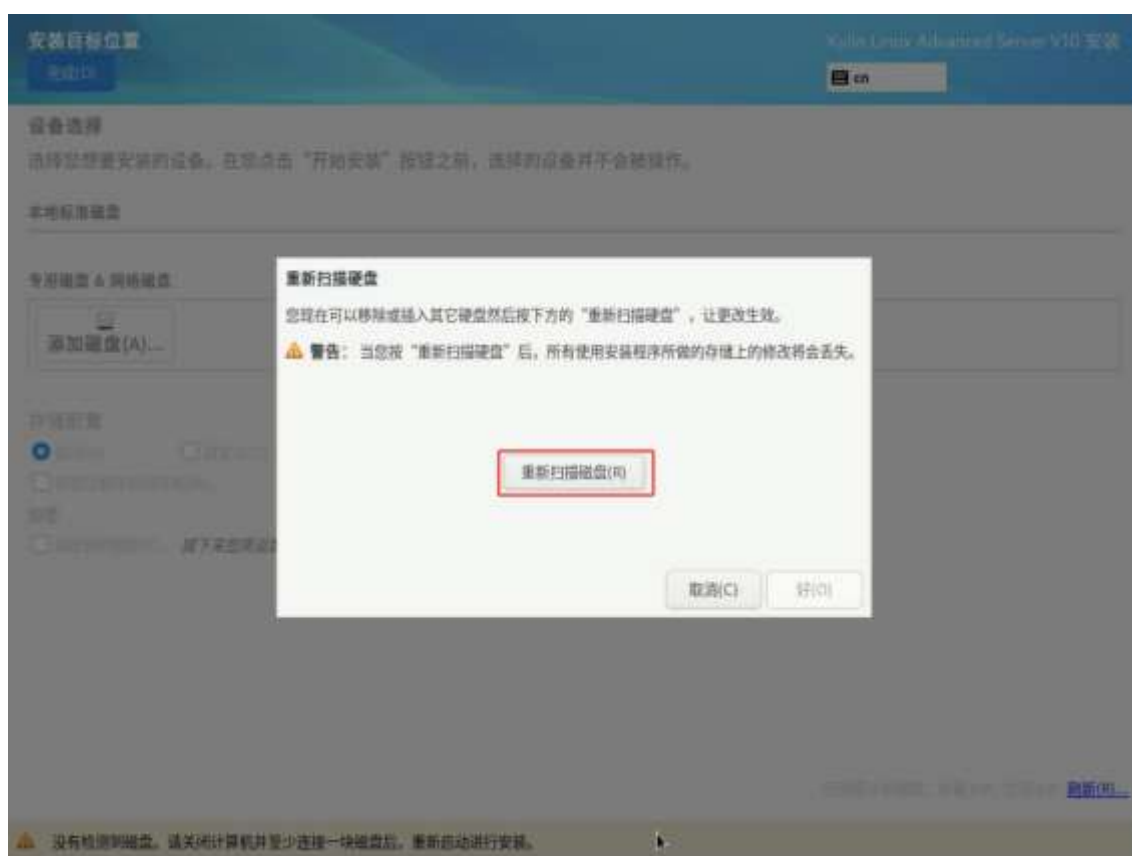 安装目标位置
Kylin Linux Advanced Server V10 安装
完成(D)
cn
设备选择
选择您想要安装的设备。在您点击“开始安装”按钮之前，选择的设备并不会被操作。
本地标准磁盘
专用磁盘 & 网络磁盘
添加磁盘(A)...
重新扫描硬盘
您现在可以移除或插入其它硬盘然后按下方的“重新扫描硬盘”，让更改生效。
警告： 当您按“重新扫描硬盘”后，所有使用安装程序所做的存储上的修改将会丢失。
存储配置
重新扫描磁盘(R)
取消(C)
好(O)
刷新(R)...
没有检测到磁盘。请关闭计算机并至少连接一块磁盘后，重新启动进行安装。